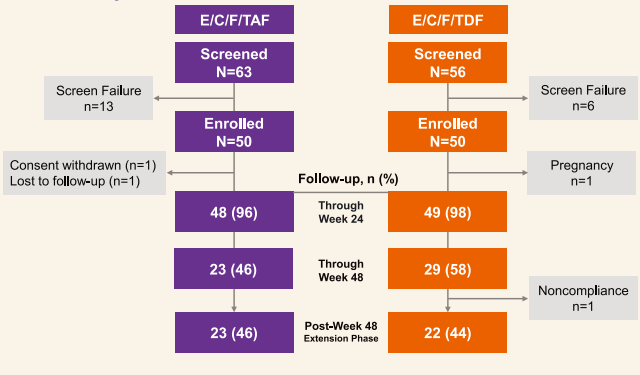 E/C/F/TAF
E/C/F/TDF
Screened
N=63
Screened
N=56
Screen Failure
n=13
Screen Failure
n=6
Enrolled
N=50
Enrolled
N=50
Consent withdrawn (n=1)
Lost to follow-up (n=1)
Pregnancy
n=1
Follow-up, n (%)
48 (96)
Through
Week 24
49 (98)
23 (46)
Through
Week 48
29 (58)
Noncompliance
n=1
23 (46)
Post-Week 48
Extension Phase
22 (44)